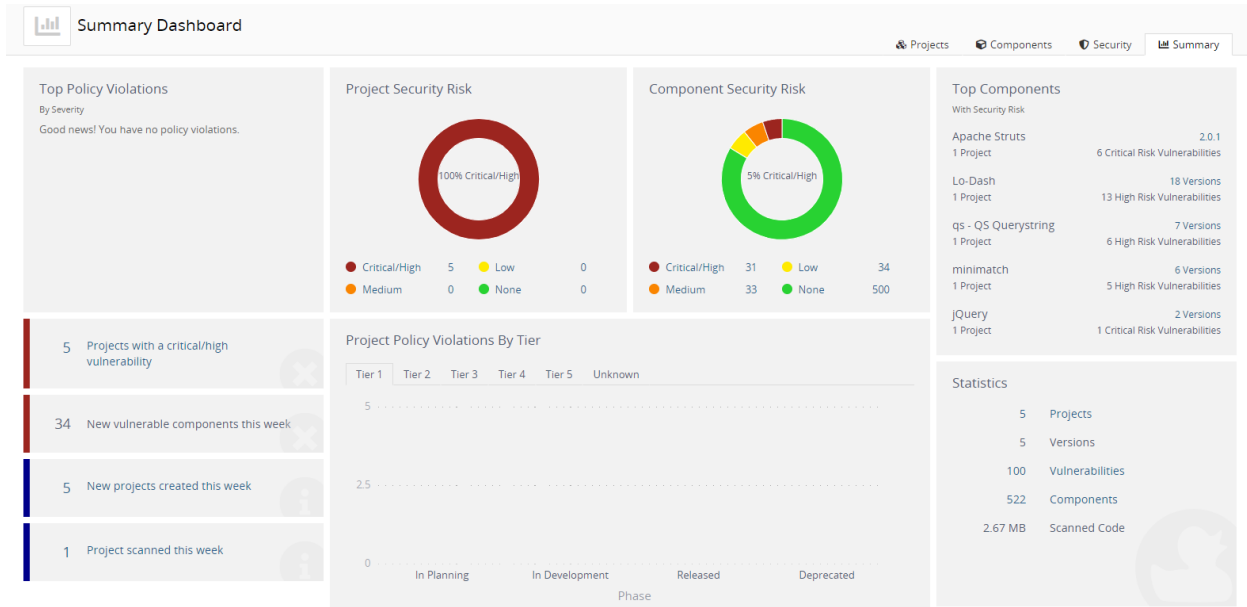 Summary Dashboard
Projects
Components
Security
Summary
Top Policy Violations
By Severity
Good news! You have no policy violations.
Project Security Risk
100% Critical/High
Critical/High 5 Low 0
Medium 0 None 0
Component Security Risk
5% Critical/High
Critical/High 31 Low 34
Medium 33 None 500
Top Components
With Security Risk
Apache Struts 2.0.1
1 Project 6 Critical Risk Vulnerabilities
Lo-Dash 18 Versions
1 Project 13 High Risk Vulnerabilities
qs - QS Querystring 7 Versions
1 Project 6 High Risk Vulnerabilities
minimatch 6 Versions
1 Project 5 High Risk Vulnerabilities
jQuery 2 Versions
1 Project 1 Critical Risk Vulnerabilities
5 Projects with a critical/high
vulnerability
34 New vulnerable components this week
5 New projects created this week
1 Project scanned this week
Project Policy Violations By Tier
Tier 1 Tier 2 Tier 3 Tier 4 Tier 5 Unknown
5
2.5
0
In Planning In Development Released Deprecated
Phase
Statistics
5 Projects
5 Versions
100 Vulnerabilities
522 Components
2.67 MB Scanned Code